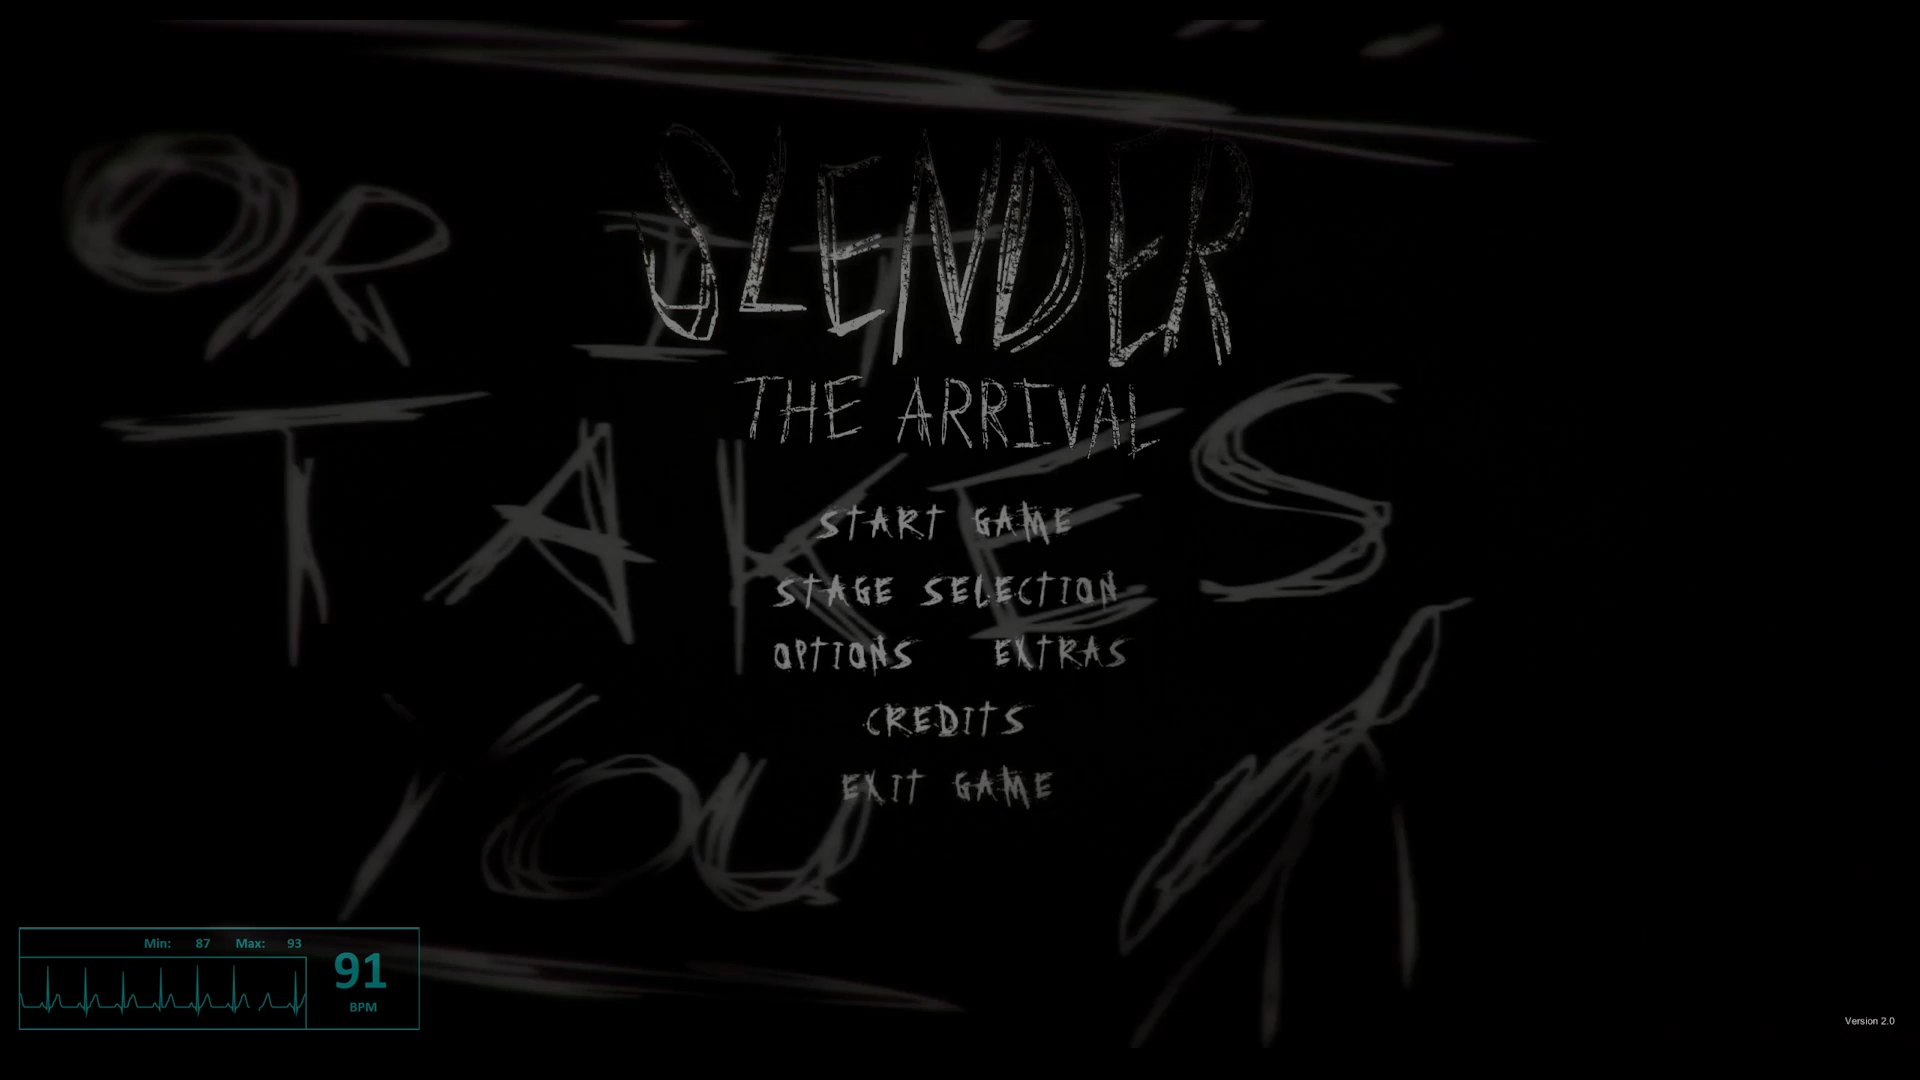 OR IT
TAKES
YOU
SLENDER
THE ARRIVAL
START GAME
STAGE SELECTION
OPTIONS EXTRAS
CREDITS
EXIT GAME
Min: 87 Max: 93
91
BPM
Version 2.0